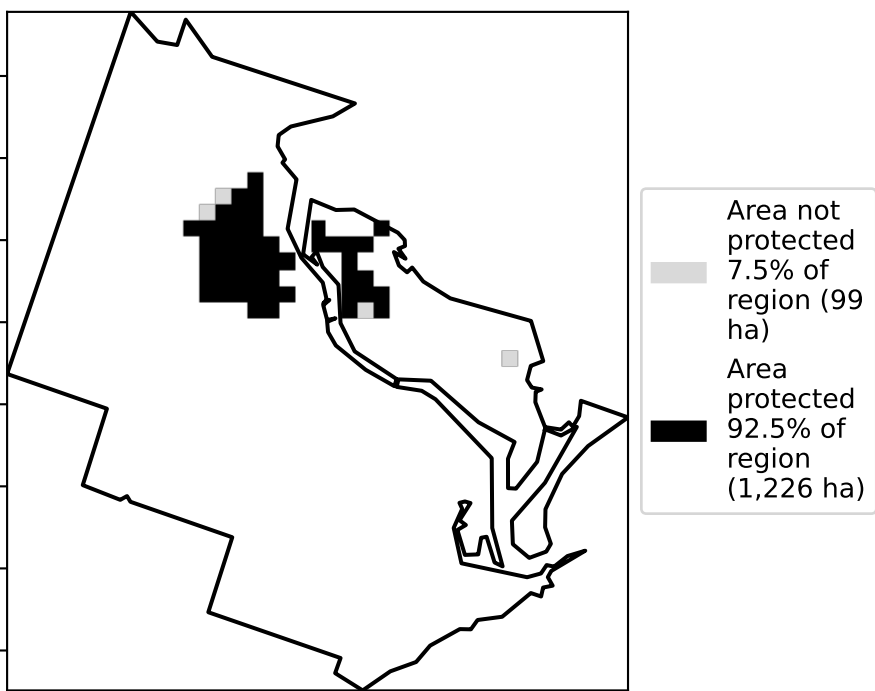 Area not
protected
7.5% of
region (99
ha)
Area
protected
92.5% of
region
(1,226 ha)